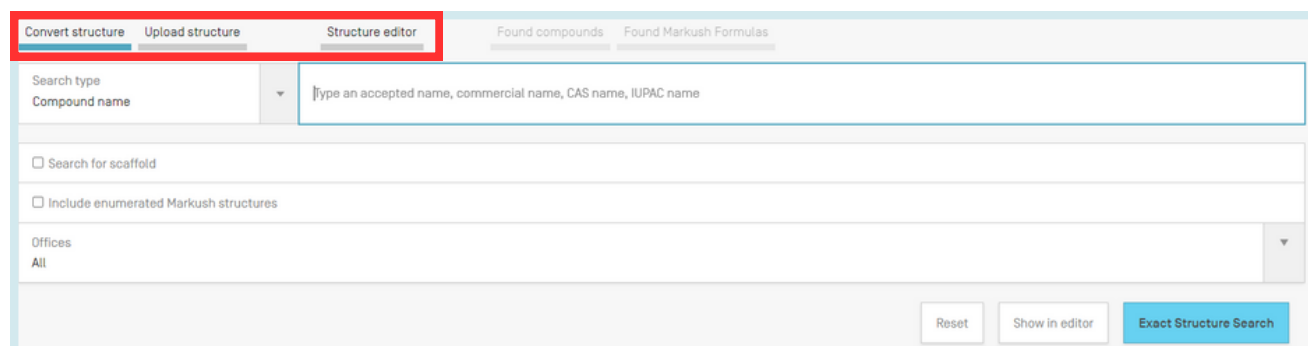 Convert structure Upload structure Structure editor Found compounds Found Markush Formulas
Search type
Compound name
Type an accepted name, commercial name, CAS name, IUPAC name
Search for scaffold
Include enumerated Markush structures
Offices
All
Reset Show in editor Exact Structure Search